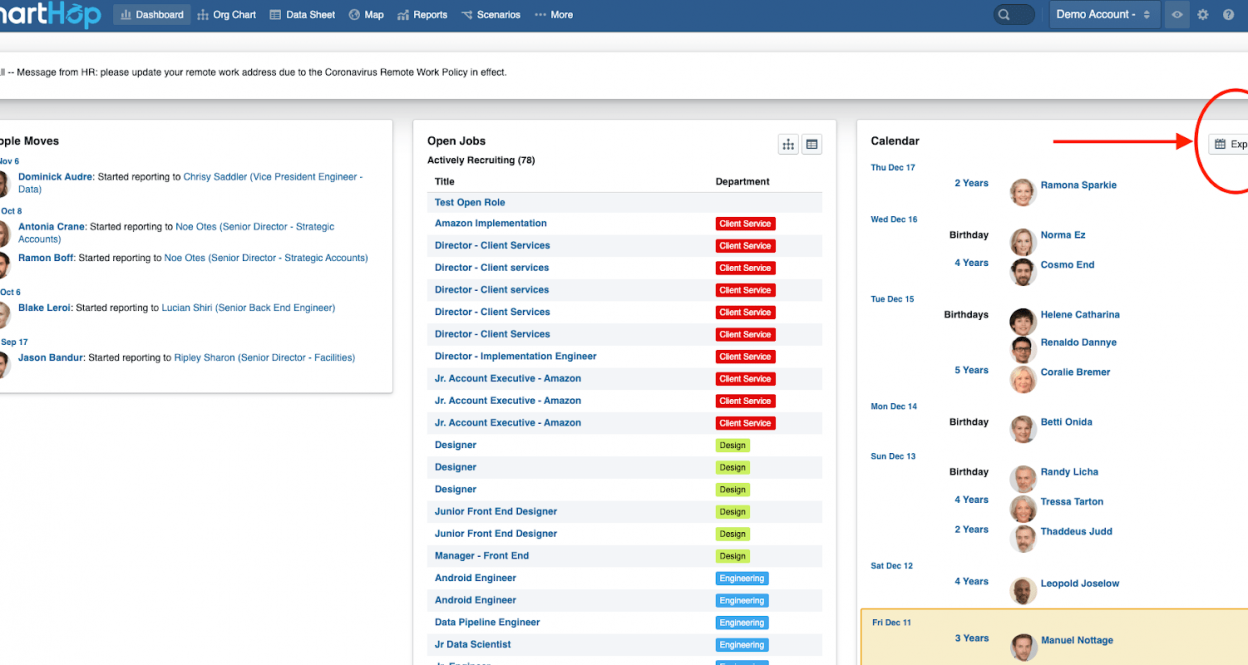 artHop Dashboard Org Chart Data Sheet Map Reports Scenarios More Demo Account -
-- Message from HR: please update your remote work address due to the Coronavirus Remote Work Policy in effect.
ople Moves
Nov 6
Dominick Audre: Started reporting to Chrisy Saddler (Vice President Engineer -
Data)
Oct 8
Antonia Crane: Started reporting to Noe Otes (Senior Director - Strategic
Accounts)
Ramon Boff: Started reporting to Noe Otes (Senior Director - Strategic Accounts)
Oct 6
Blake Leroi: Started reporting to Lucian Shiri (Senior Back End Engineer)
Sep 17
Jason Bandur: Started reporting to Ripley Sharon (Senior Director - Facilities)
Open Jobs
Actively Recruiting (78)
Title Department
Test Open Role
Amazon Implementation Client Service
Director - Client Services Client Service
Director - Client services Client Service
Director - Client services Client Service
Director - Client Services Client Service
Director - Client Services Client Service
Director - Implementation Engineer Client Service
Jr. Account Executive - Amazon Client Service
Jr. Account Executive - Amazon Client Service
Jr. Account Executive - Amazon Client Service
Designer Design
Designer Design
Designer Design
Junior Front End Designer Design
Junior Front End Designer Design
Manager - Front End Design
Android Engineer Engineering
Android Engineer Engineering
Data Pipeline Engineer Engineering
Jr Data Scientist Engineering
Calendar Exp
Thu Dec 17
2 Years Ramona Sparkie
Wed Dec 16
Birthday Norma Ez
4 Years Cosmo End
Tue Dec 15
Birthdays Helene Catharina
Renaldo Dannye
5 Years Coralie Bremer
Mon Dec 14
Birthday Betti Onida
Sun Dec 13
Birthday Randy Licha
4 Years Tressa Tarton
2 Years Thaddeus Judd
Sat Dec 12
4 Years Leopold Joselow
Fri Dec 11
3 Years Manuel Nottage